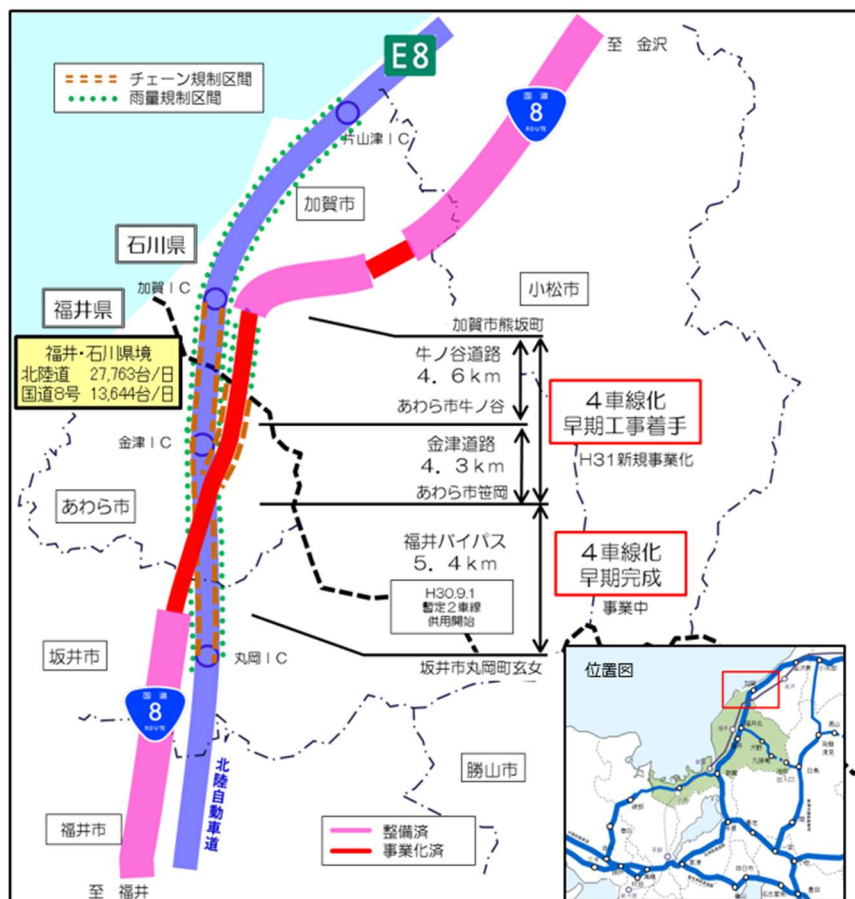 チェーン規制区間
雨量規制区間
E8
至 金沢
国道
8
ROUTE
片山津IC
加賀市
石川県
加賀IC
福井県
小松市
加賀市熊坂町
福井・石川県境
北陸道 27,763台/日
国道8号 13,644台/日
牛ノ谷道路
4.6km
あわら市牛ノ谷
4車線化
早期工事着手
H31新規事業化
金津IC
金津道路
4.3km
あわら市笹岡
あわら市
福井バイパス
5.4km
4車線化
早期完成
事業中
H30.9.1
暫定2車線
供用開始
坂井市
丸岡IC
坂井市丸岡町玄女
国道
8
ROUTE
北陸自動車道
勝山市
福井市
整備済
事業化済
至 福井
位置図